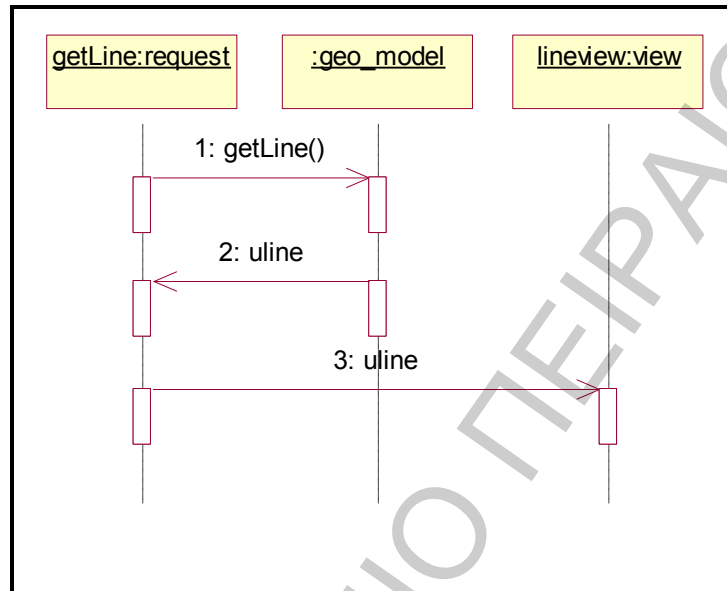 getLine:request
:geo_model
lineview:view
1: getLine()
2: uline
3: uline